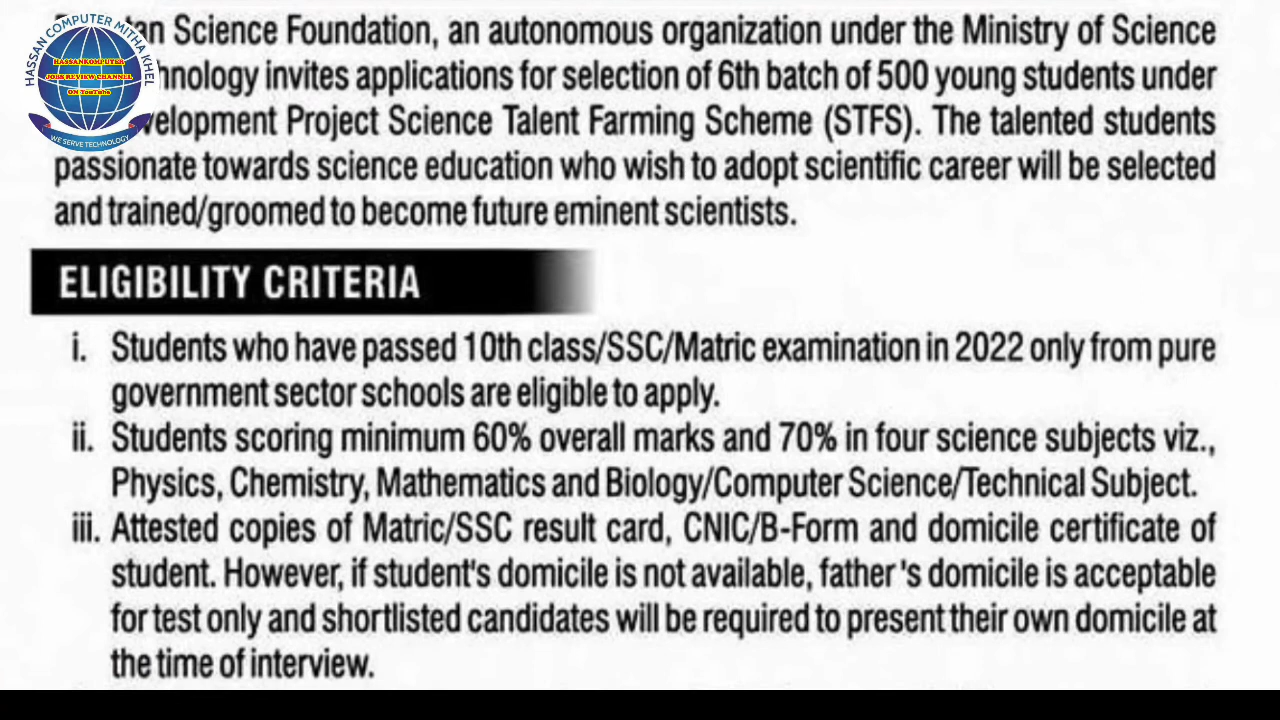 HASSAN COMPUTER MITHA KHEL
HASSANKOMPUTER
JOBS REVIEW CHANNEL
ON YouTube
WE SERVE TECHNOLOGY
Science Foundation, an autonomous organization under the Ministry of Science
invites applications for selection of 6th batch of 500 young students under
Project Science Talent Farming Scheme (STFS). The talented students
passionate towards science education who wish to adopt scientific career will be selected
and trained/groomed to become future eminent scientists.
ELIGIBILITY CRITERIA
i. Students who have passed 10th class/SSC/Matric examination in 2022 only from pure
government sector schools are eligible to apply.
ii. Students scoring minimum 60% overall marks and 70% in four science subjects viz.,
Physics, Chemistry, Mathematics and Biology/Computer Science/Technical Subject.
iii. Attested copies of Matric/SSC result card, CNIC/B-Form and domicile certificate of
student. However, if student's domicile is not available, father 's domicile is acceptable
for test only and shortlisted candidates will be required to present their own domicile at
the time of interview.